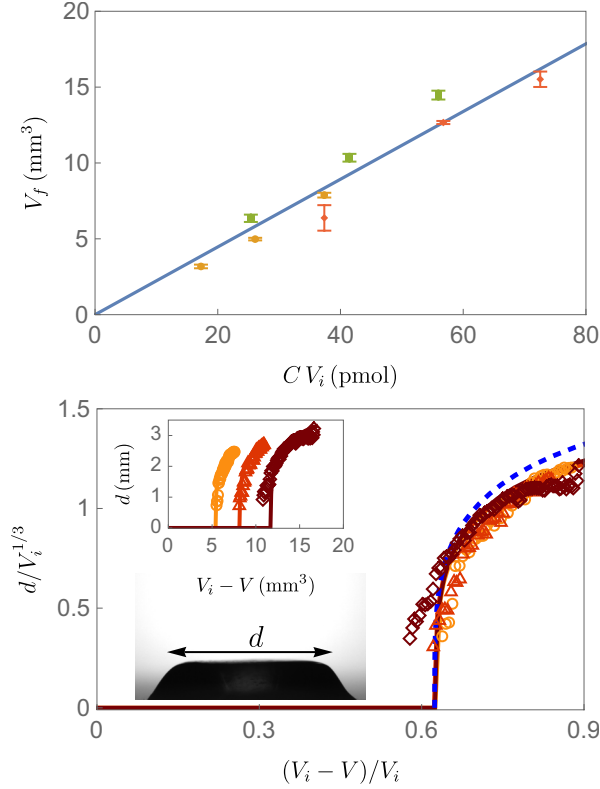 20
15
10
5
0
V_f (mm^3)
0 20 40 60 80
C V_i (pmol)
1.5
1
0.5
0
d/V_i^{1/3}
3
2
1
0
d (mm)
0 5 10 15 20
V_i − V (mm^3)
d
0 0.3 0.6 0.9
(V_i − V)/V_i